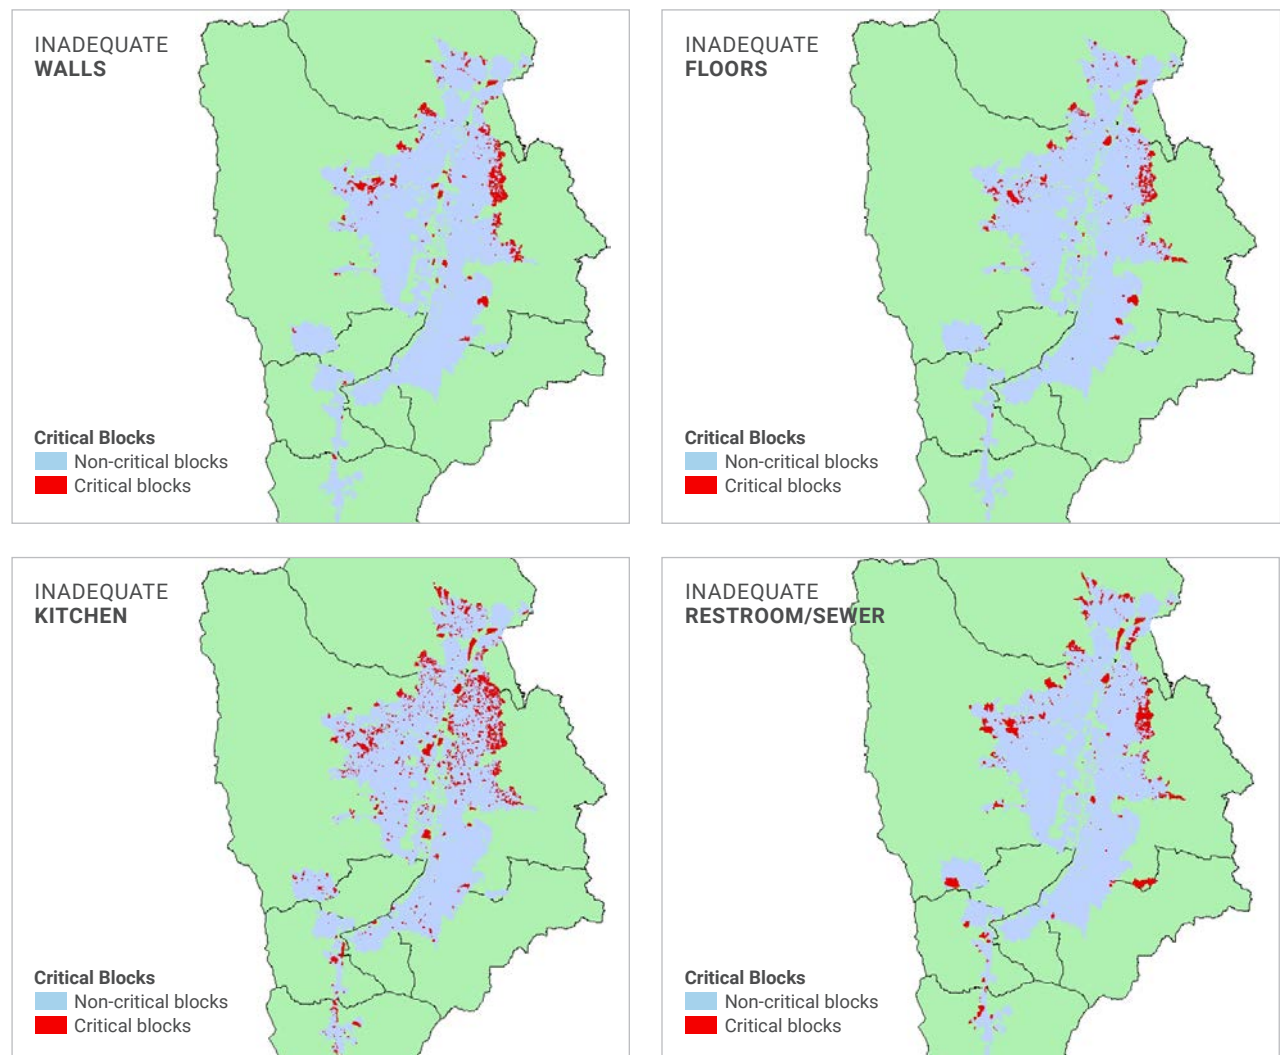 INADEQUATE
WALLS
Critical Blocks
Non-critical blocks
Critical blocks
INADEQUATE
FLOORS
Critical Blocks
Non-critical blocks
Critical blocks
INADEQUATE
KITCHEN
Critical Blocks
Non-critical blocks
Critical blocks
INADEQUATE
RESTROOM/SEWER
Critical Blocks
Non-critical blocks
Critical blocks